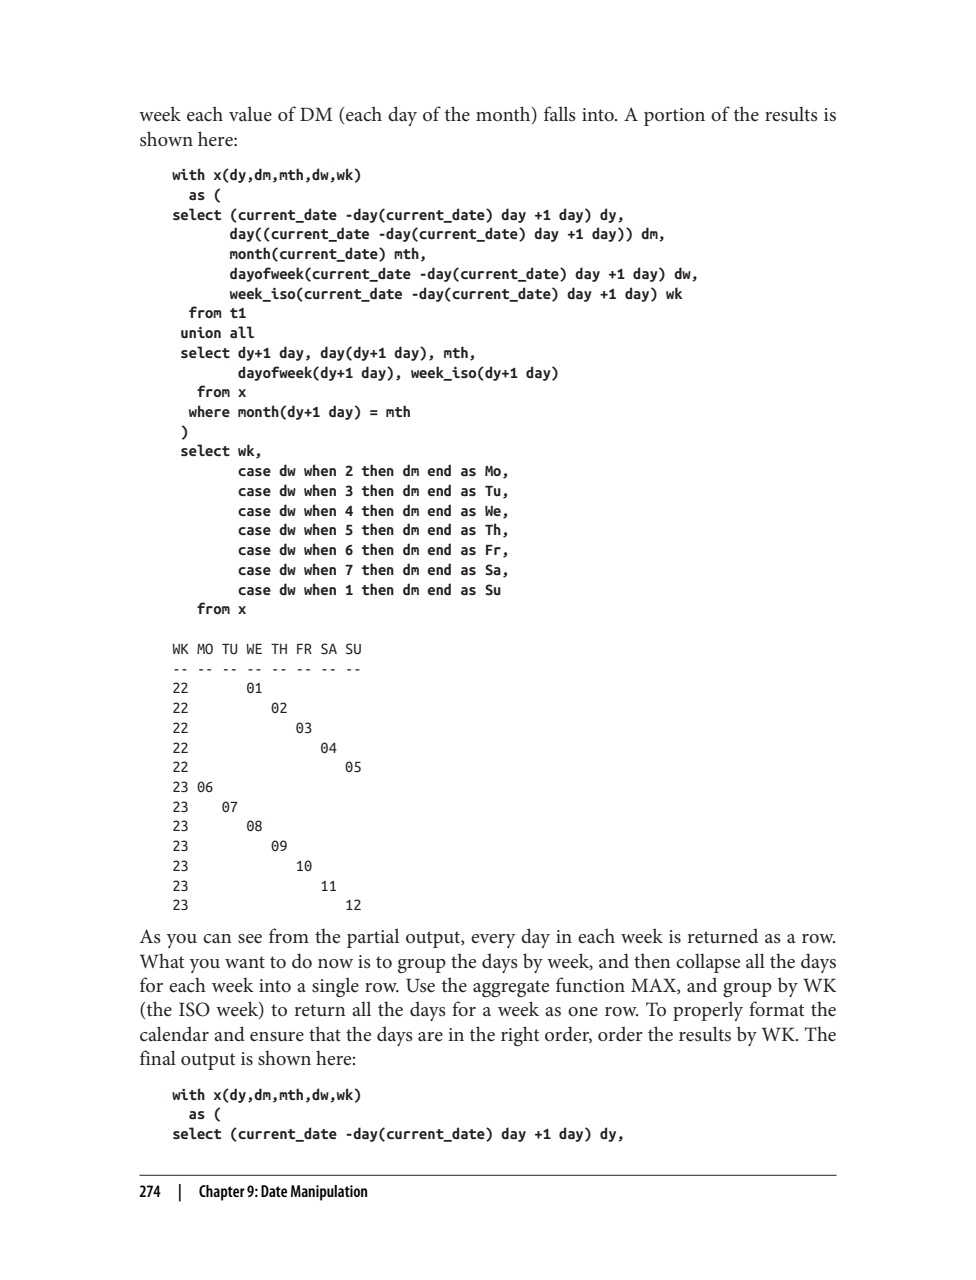 week each value of DM (each day of the month) falls into. A portion of the results is
shown here:
with x(dy,dm,mth,dw,wk)
  as (
select (current_date -day(current_date) day +1 day) dy,
       day((current_date -day(current_date) day +1 day)) dm,
       month(current_date) mth,
       dayofweek(current_date -day(current_date) day +1 day) dw,
       week_iso(current_date -day(current_date) day +1 day) wk
  from t1
 union all
 select dy+1 day, day(dy+1 day), mth,
        dayofweek(dy+1 day), week_iso(dy+1 day)
   from x
  where month(dy+1 day) = mth
 )
 select wk,
        case dw when 2 then dm end as Mo,
        case dw when 3 then dm end as Tu,
        case dw when 4 then dm end as We,
        case dw when 5 then dm end as Th,
        case dw when 6 then dm end as Fr,
        case dw when 7 then dm end as Sa,
        case dw when 1 then dm end as Su
   from x
WK MO TU WE TH FR SA SU
-- -- -- -- -- -- -- --
22       01
22          02
22             03
22                04
22                   05
23 06
23    07
23       08
23          09
23             10
23                11
23                   12
As you can see from the partial output, every day in each week is returned as a row.
What you want to do now is to group the days by week, and then collapse all the days
for each week into a single row. Use the aggregate function MAX, and group by WK
(the ISO week) to return all the days for a week as one row. To properly format the
calendar and ensure that the days are in the right order, order the results by WK. The
final output is shown here:
with x(dy,dm,mth,dw,wk)
  as (
select (current_date -day(current_date) day +1 day) dy,
274 | Chapter 9: Date Manipulation